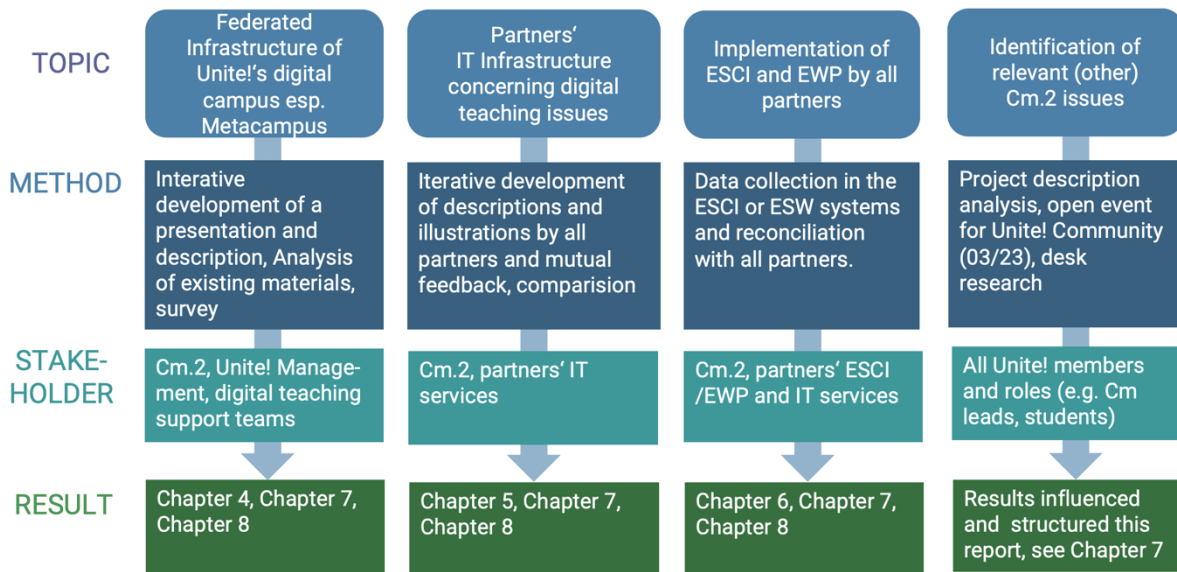 TOPIC
Federated
Infrastructure of
Unite!'s digital
campus esp.
Metacampus
Partners'
IT Infrastructure
concerning digital
teaching issues
Implementation of
ESCI and EWP by all
partners
Identification of
relevant (other)
Cm.2 issues
METHOD
Interative
development of a
presentation and
description, Analysis
of existing materials,
survey
Iterative development
of descriptions and
illustrations by all
partners and mutual
feedback, comparision
Data collection in the
ESCI or ESW systems
and reconciliation
with all partners.
Project description
analysis, open event
for Unite! Community
(03/23), desk
research
STAKE-
HOLDER
Cm.2, Unite! Manage-
ment, digital teaching
support teams
Cm.2, partners' IT
services
Cm.2, partners' ESCI
/EWP and IT services
All Unite! members
and roles (e.g. Cm
leads, students)
RESULT
Chapter 4, Chapter 7,
Chapter 8
Chapter 5, Chapter 7,
Chapter 8
Chapter 6, Chapter 7,
Chapter 8
Results influenced
and structured this
report, see Chapter 7